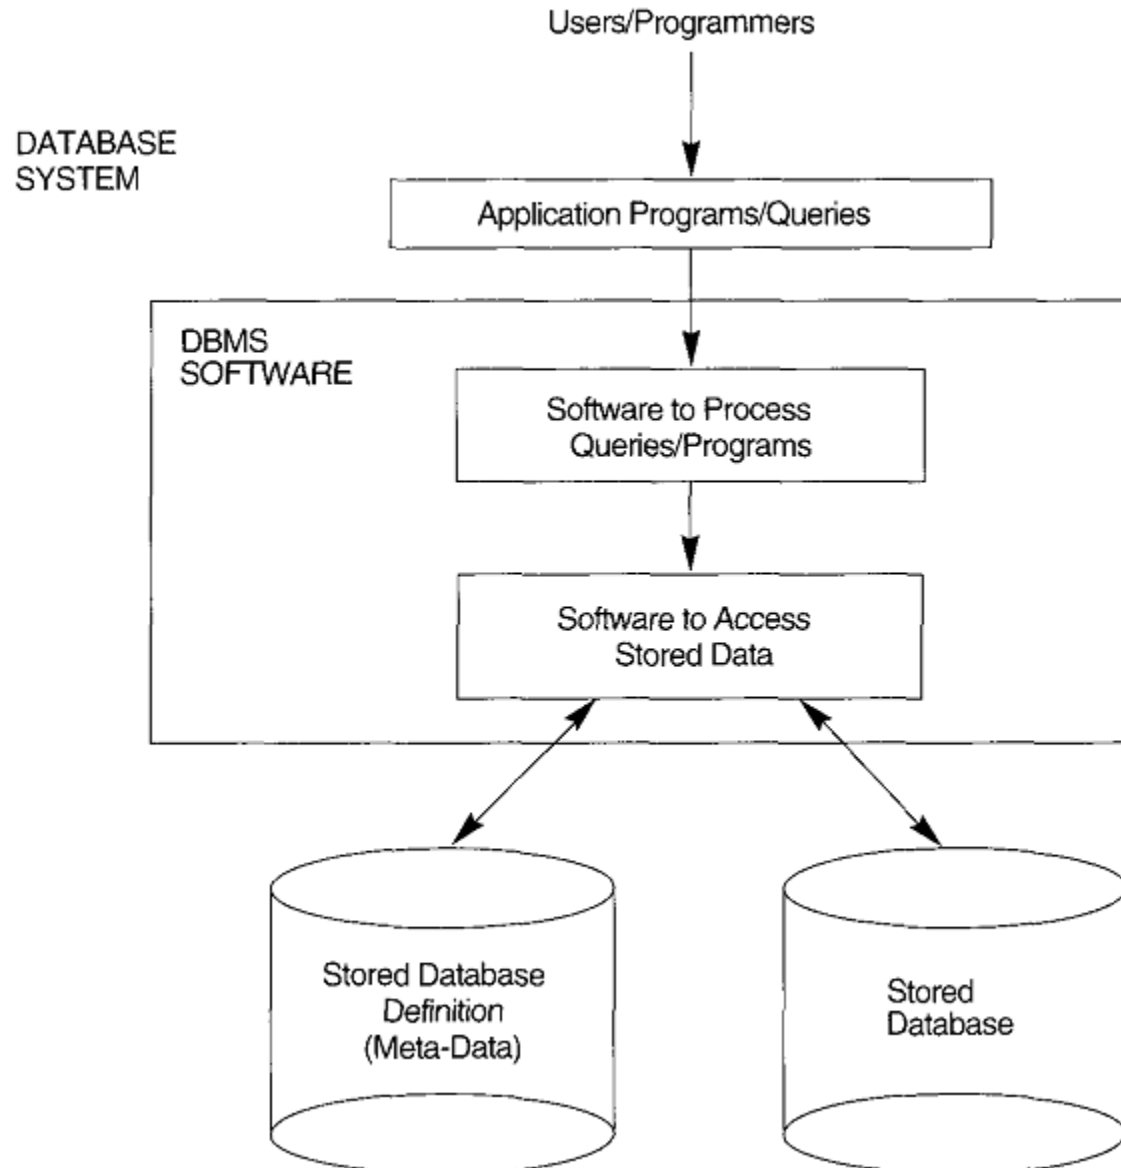 Users/Programmers
DATABASE
SYSTEM
Application Programs/Queries
DBMS
SOFTWARE
Software to Process
Queries/Programs
Software to Access
Stored Data
Stored Database
Definition
(Meta-Data)
Stored
Database